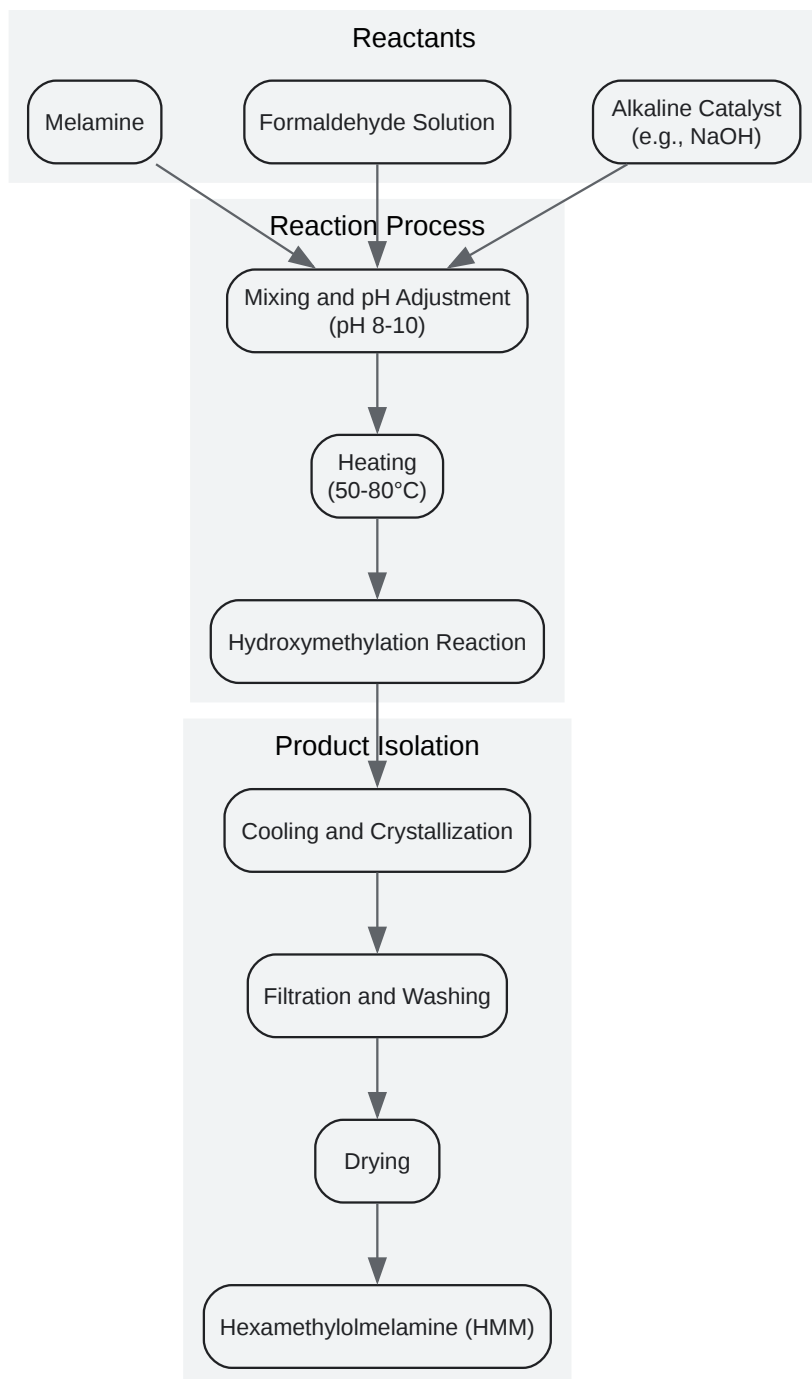 Reactants
Melamine
Formaldehyde Solution
Alkaline Catalyst
(e.g., NaOH)
Reaction Process
Mixing and pH Adjustment
(pH 8-10)
Heating
(50-80°C)
Hydroxymethylation Reaction
Product Isolation
Cooling and Crystallization
Filtration and Washing
Drying
Hexamethylolmelamine (HMM)